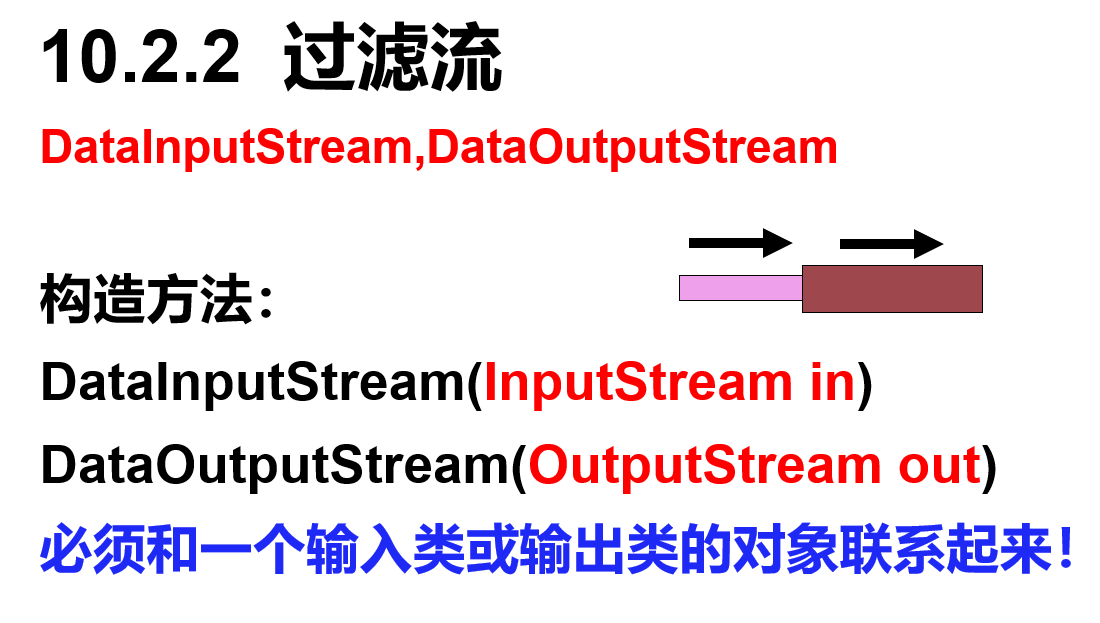 10.2.2 过滤流
DataInputStream,DataOutputStream
构造方法：
DataInputStream(InputStream in)
DataOutputStream(OutputStream out)
必须和一个输入类或输出类的对象联系起来！